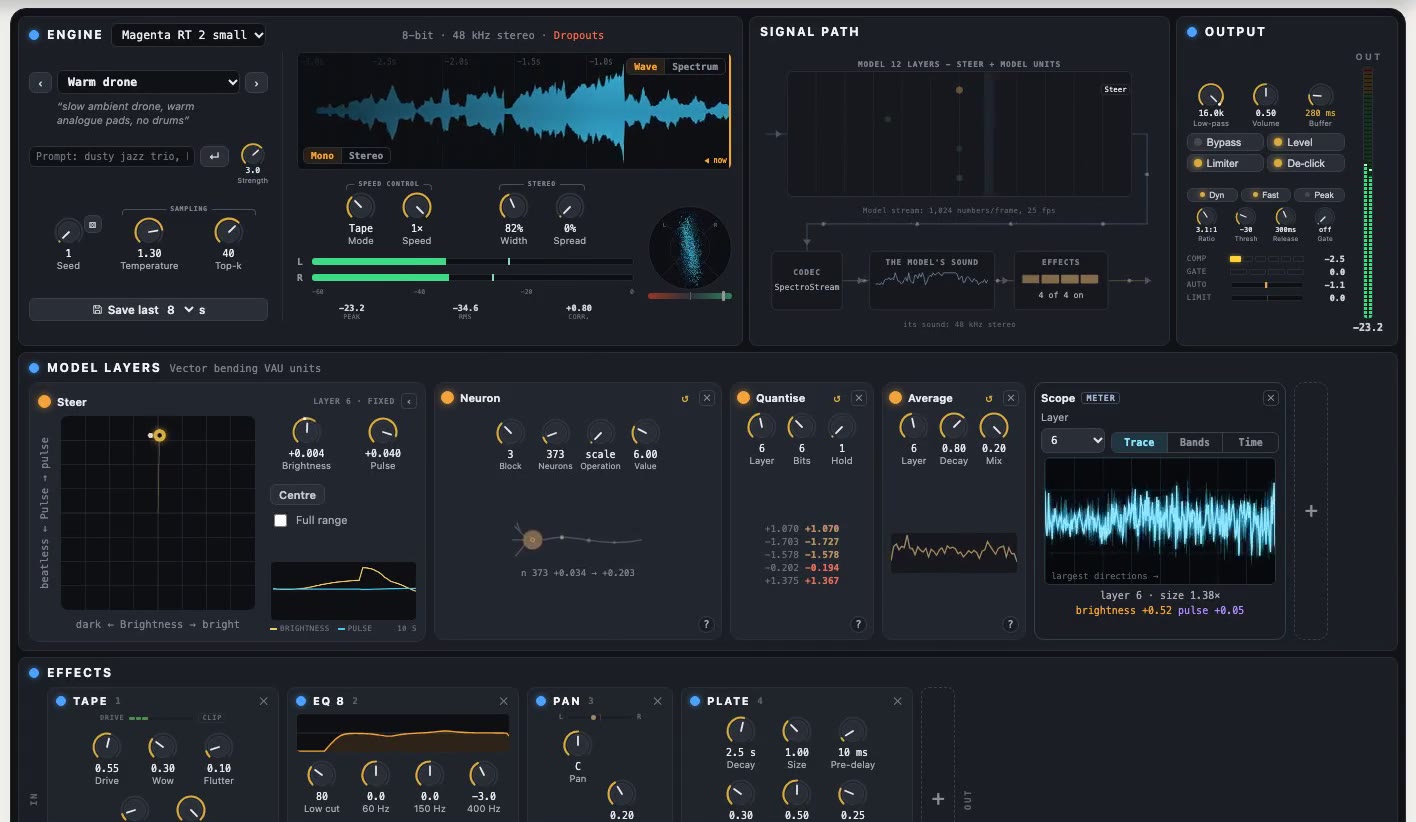 ENGINE
Magenta RT 2 small
8-bit · 48 kHz stereo · Dropouts
‹ Warm drone ›
“slow ambient drone, warm
analogue pads, no drums”
Prompt: dusty jazz trio, l
3.0
Strength
SAMPLING
1 1.30 40
Seed Temperature Top-k
Save last 8 s
-2.5s -2.0s -1.5s -1.0s
Wave Spectrum
Mono Stereo
◄ now
SPEED CONTROL STEREO
Tape 1× 82% 0%
Mode Speed Width Spread
L R
L
R
-60 -40 -20 0
-23.2 -34.6 +0.80
PEAK RMS CORR.
SIGNAL PATH
MODEL 12 LAYERS – STEER + MODEL UNITS
Steer
Model stream: 1,024 numbers/frame, 25 fps
CODEC
SpectroStream
THE MODEL'S SOUND
EFFECTS
4 of 4 on
its sound: 48 kHz stereo
OUTPUT
OUT
16.0k 0.50 280 ms
Low-pass Volume Buffer
Bypass Level
Limiter De-click
Dyn Fast Peak
3.1:1 -30 300ms off
Ratio Thresh Release Gate
COMP -2.5
GATE 0.0
AUTO -1.1
LIMIT 0.0
-23.2
MODEL LAYERS Vector bending VAU units
Steer
LAYER 6 · FIXED ‹
beatless ← Pulse → pulse
dark ← Brightness → bright
+0.004 +0.040
Brightness Pulse
Centre
Full range
BRIGHTNESS PULSE 10 S
Neuron ↺ ×
3 373 scale 6.00
Block Neurons Operation Value
n 373 +0.034 → +0.203
?
Quantise ↺ ×
6 6 1
Layer Bits Hold
+1.070 +1.070
-1.703 -1.727
-1.578 -1.578
-0.202 -0.194
+1.375 +1.367
?
Average ↺ ×
6 0.80 0.20
Layer Decay Mix
?
Scope METER ×
Layer
6 Trace Bands Time
largest directions →
layer 6 · size 1.38×
brightness +0.52 pulse +0.05
+
EFFECTS
IN
TAPE 1 ×
DRIVE CLIP
0.55 0.30 0.10
Drive Wow Flutter
EQ 8 2 ×
80 0.0 0.0 -3.0
Low cut 60 Hz 150 Hz 400 Hz
PAN 3 ×
L R
C
Pan
0.20
PLATE 4 ×
2.5 s 1.00 10 ms
Decay Size Pre-delay
0.30 0.50 0.25
+
OUT